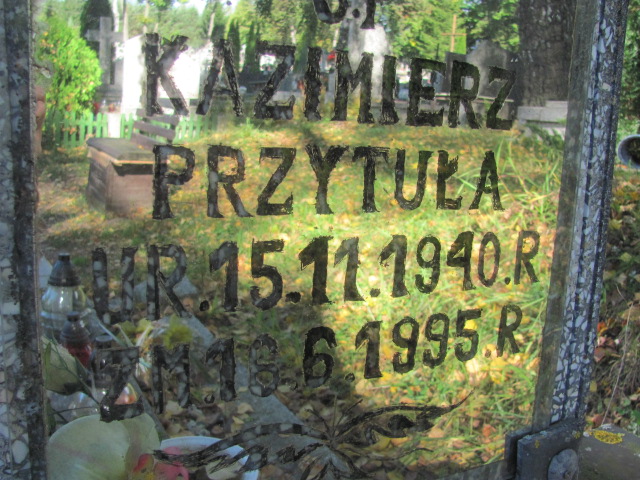 Ś.P
KAZIMIERZ
PRZYTUŁA
UR.15.11.1940.R
ZM.18.6.1995.R